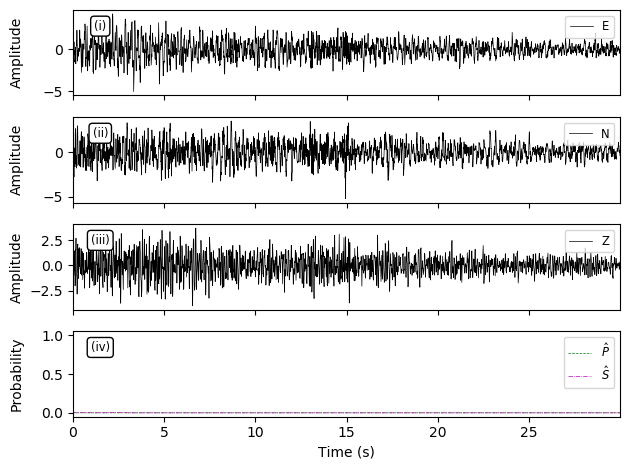 Amplitude
0
−5
(i)
E
Amplitude
0
−5
(ii)
N
Amplitude
2.5
0.0
−2.5
(iii)
Z
Probability
1.0
0.5
0.0
(iv)
P̂
Ŝ
0 5 10 15 20 25
Time (s)